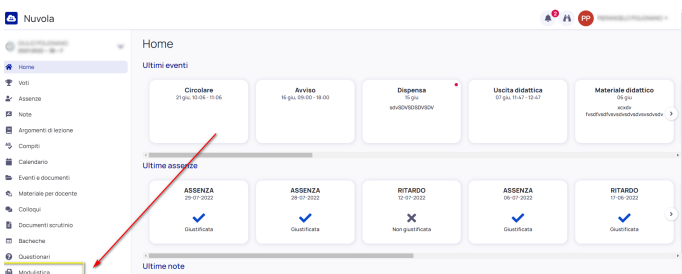 Nuvola
2
PP
Home
Home
Voti
Assenze
Note
Argomenti di lezione
Compiti
Calendario
Eventi e documenti
Materiale per docente
Colloqui
Documenti scrutinio
Bacheche
Questionari
Modulistica
Ultimi eventi
Circolare
21 giu, 10:06 - 11:06
Avviso
16 giu, 09:00 - 18:00
Dispensa
15 giu
sdvSDVSDSDVSDV
Uscita didattica
07 giu, 11:47 - 12:47
Materiale didattico
06 giu
xcxdv
Ultime assenze
ASSENZA
29-07-2022
Giustificata
ASSENZA
28-07-2022
Giustificata
RITARDO
12-07-2022
Non giustificata
ASSENZA
06-07-2022
Giustificata
RITARDO
17-06-2022
Giustificata
Ultime note